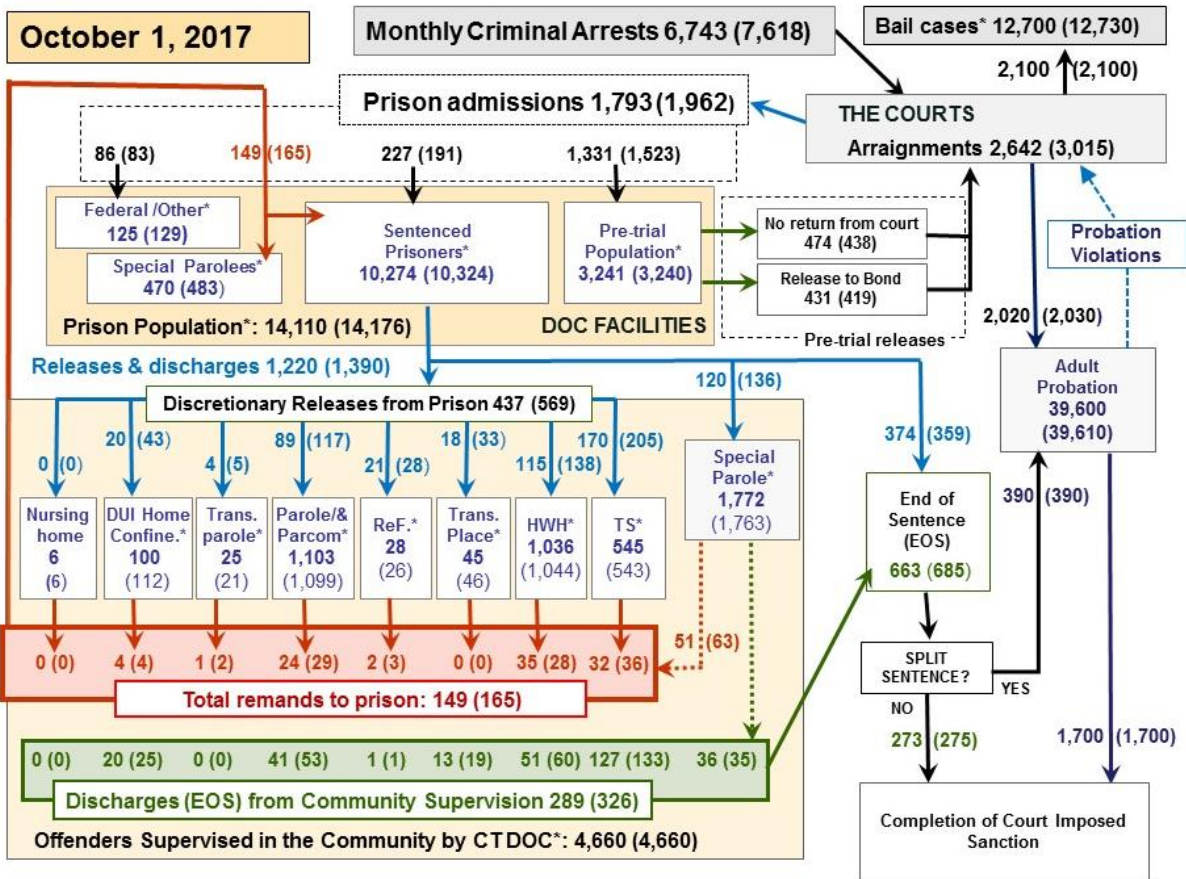 October 1, 2017
Monthly Criminal Arrests 6,743 (7,618)
Bail cases* 12,700 (12,730)
2,100 (2,100)
Prison admissions 1,793 (1,962)
THE COURTS
Arraignments 2,642 (3,015)
86 (83)
149 (165)
227 (191)
1,331 (1,523)
Federal /Other*
125 (129)
Special Parolees*
470 (483)
Sentenced
Prisoners*
10,274 (10,324)
Pre-trial
Population*
3,241 (3,240)
No return from court
474 (438)
Release to Bond
431 (419)
Pre-trial releases
Probation
Violations
Prison Population*: 14,110 (14,176)
DOC FACILITIES
2,020 (2,030)
Releases & discharges 1,220 (1,390)
120 (136)
Adult
Probation
39,600
(39,610)
Discretionary Releases from Prison 437 (569)
0 (0)
20 (43)
4 (5)
89 (117)
21 (28)
18 (33)
115 (138)
170 (205)
374 (359)
390 (390)
Nursing
home
6
(6)
DUI Home
Confine.*
100
(112)
Trans.
parole*
25
(21)
Parole/&
Parcom*
1,103
(1,099)
ReF.*
28
(26)
Trans.
Place*
45
(46)
HWH*
1,036
(1,044)
TS*
545
(543)
Special
Parole*
1,772
(1,763)
End of
Sentence
(EOS)
663 (685)
0 (0) 4 (4) 1 (2) 24 (29) 2 (3) 0 (0) 35 (28) 32 (36)
51 (63)
Total remands to prison: 149 (165)
SPLIT
SENTENCE?
YES
NO
273 (275)
1,700 (1,700)
0 (0) 20 (25) 0 (0) 41 (53) 1 (1) 13 (19) 51 (60) 127 (133) 36 (35)
Discharges (EOS) from Community Supervision 289 (326)
Offenders Supervised in the Community by CTDOC*: 4,660 (4,660)
Completion of Court Imposed
Sanction